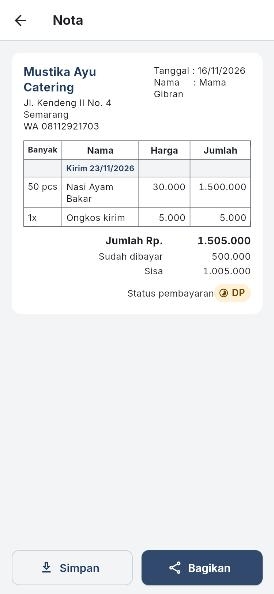 Nota
Mustika Ayu
Catering
Jl. Kendeng II No. 4
Semarang
WA 08112921703
Tanggal : 16/11/2026
Nama : Mama
Gibran
Banyak Nama Harga Jumlah
Kirim 23/11/2026
50 pcs Nasi Ayam 30.000 1.500.000
Bakar
1x Ongkos kirim 5.000 5.000
Jumlah Rp. 1.505.000
Sudah dibayar 500.000
Sisa 1.005.000
Status pembayaran DP
Simpan
Bagikan